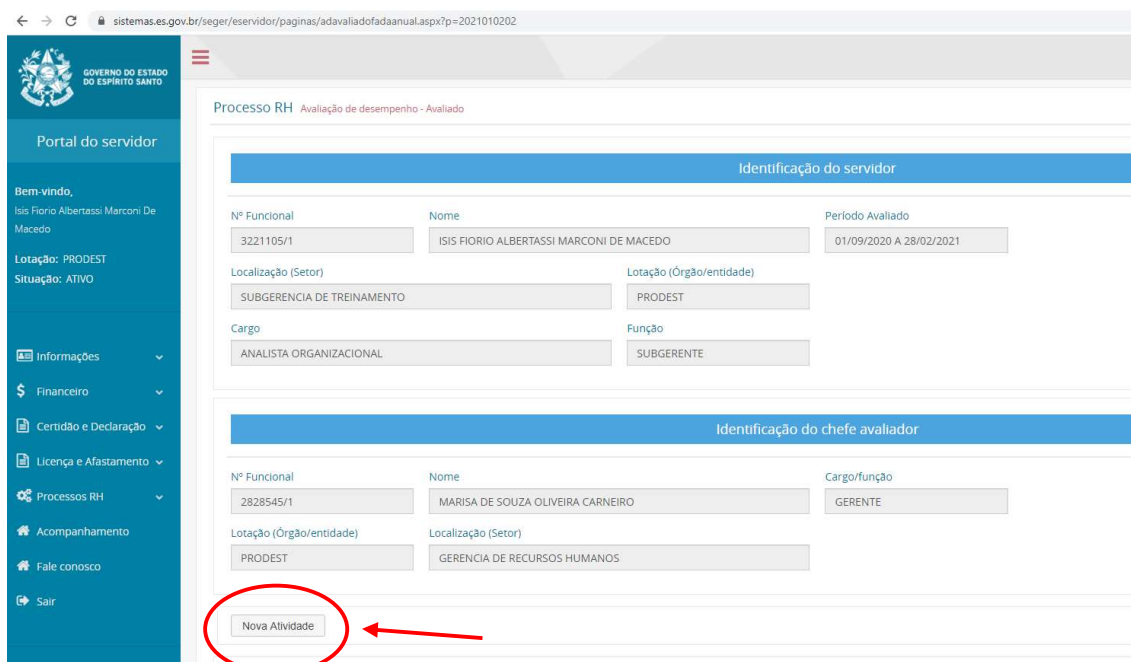 sistemas.es.gov.br/seger/eservidor/paginas/adavaliadofadaanual.aspx?p=2021010202
GOVERNO DO ESTADO
DO ESPÍRITO SANTO
Portal do servidor
Bem-vindo,
Isis Fiorio Albertassi Marconi De
Macedo
Lotação: PRODEST
Situação: ATIVO
Informações
$ Financeiro
Certidão e Declaração
Licença e Afastamento
Processos RH
Acompanhamento
Fale conosco
Sair
Processo RH Avaliação de desempenho - Avaliado
Identificação do servidor
Nº Funcional Nome Período Avaliado
3221105/1 ISIS FIORIO ALBERTASSI MARCONI DE MACEDO 01/09/2020 A 28/02/2021
Localização (Setor) Lotação (Órgão/entidade)
SUBGERENCIA DE TREINAMENTO PRODEST
Cargo Função
ANALISTA ORGANIZACIONAL SUBGERENTE
Identificação do chefe avaliador
Nº Funcional Nome Cargo/função
2828545/1 MARISA DE SOUZA OLIVEIRA CARNEIRO GERENTE
Lotação (Órgão/entidade) Localização (Setor)
PRODEST GERENCIA DE RECURSOS HUMANOS
Nova Atividade